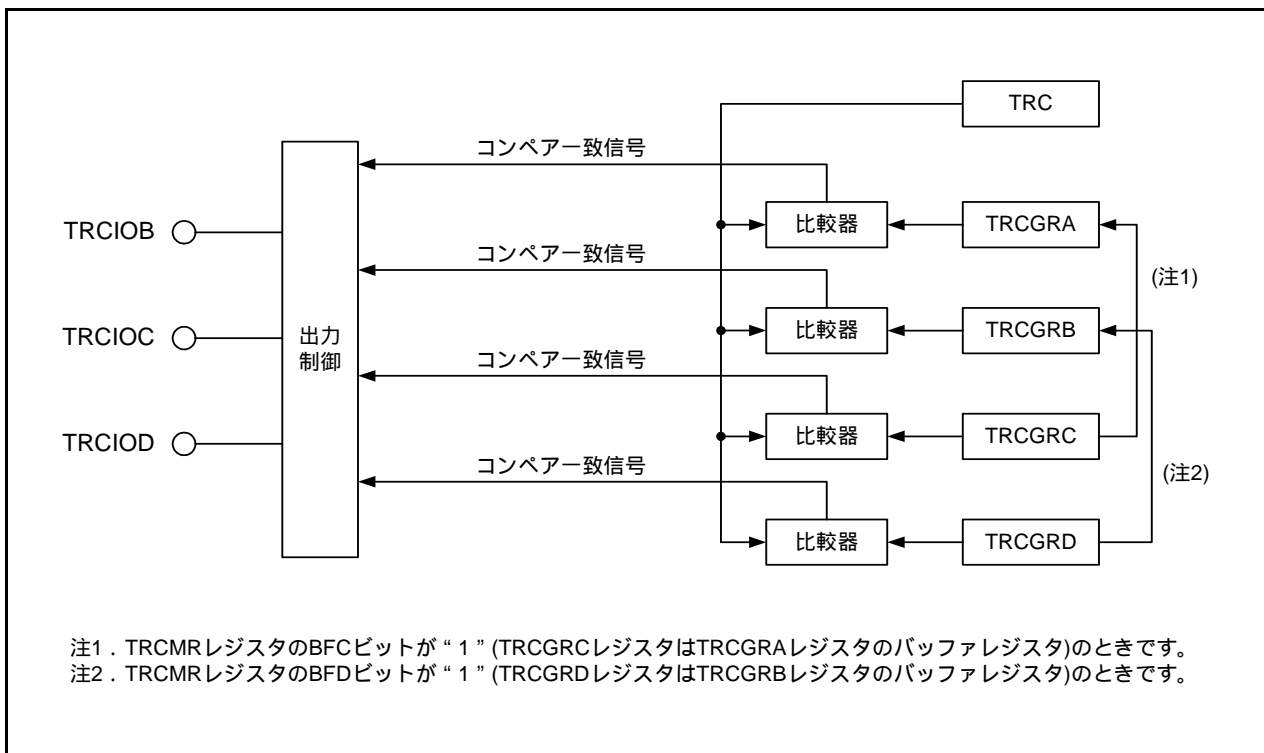 TRC
コンペア一致信号
TRCIOB
比較器
TRCGRA
コンペア一致信号
(注1)
TRCIOC
出力
制御
比較器
TRCGRB
コンペア一致信号
TRCIOD
比較器
TRCGRC
コンペア一致信号
(注2)
比較器
TRCGRD
注1．TRCMRレジスタのBFCビットが“1”(TRCGRCレジスタはTRCGRAレジスタのバッファレジスタ)のときです。
注2．TRCMRレジスタのBFDビットが“1”(TRCGRDレジスタはTRCGRBレジスタのバッファレジスタ)のときです。